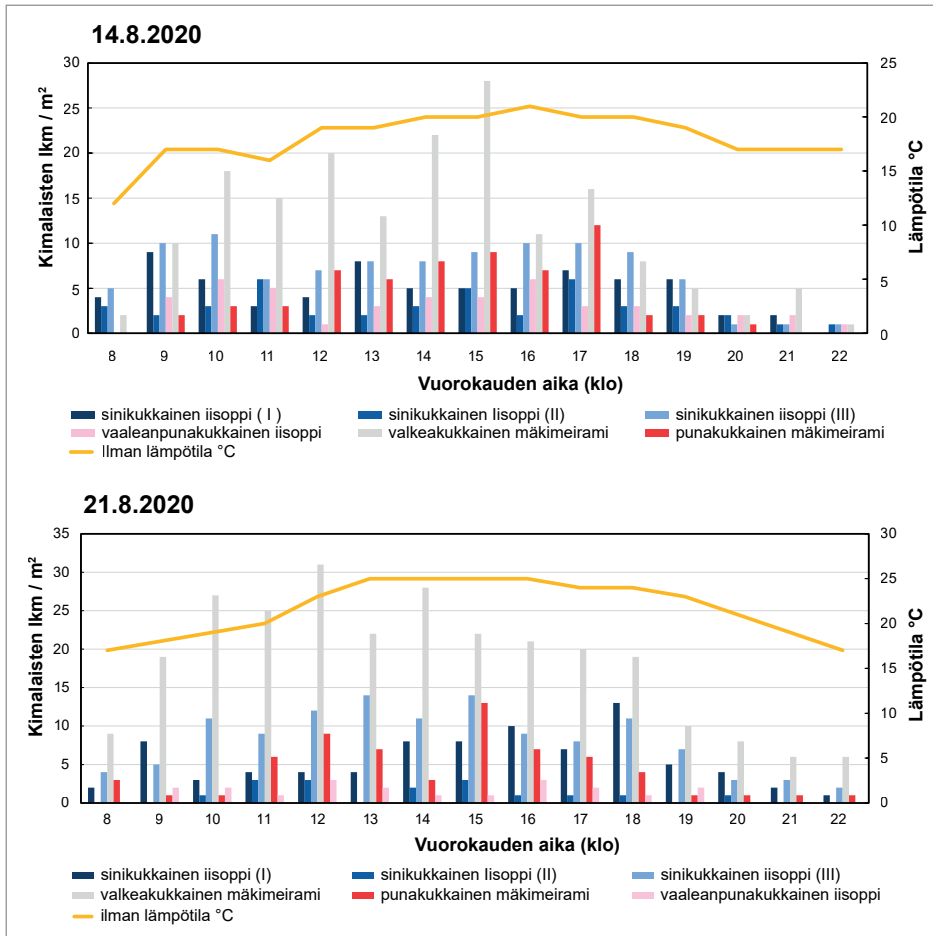 14.8.2020
Kimalaisten lkm / m²
30
25
20
15
10
5
0
25
20
15
10
5
0
Lämpötila °C
8 9 10 11 12 13 14 15 16 17 18 19 20 21 22
Vuorokauden aika (klo)
sinikukkainen iisoppi ( I ) sinikukkainen Iisoppi (II) sinikukkainen iisoppi (III)
vaaleanpunakukkainen iisoppi valkeakukkainen mäkimeirami punakukkainen mäkimeirami
Ilman lämpötila °C
21.8.2020
Kimalaisten lkm / m²
35
30
25
20
15
10
5
0
30
25
20
15
10
5
0
Lämpötila °C
8 9 10 11 12 13 14 15 16 17 18 19 20 21 22
Vuorokauden aika (klo)
sinikukkainen iisoppi (I) sinikukkainen Iisoppi (II) sinikukkainen iisoppi (III)
valkeakukkainen mäkimeirami punakukkainen mäkimeirami vaaleanpunakukkainen iisoppi
ilman lämpötila °C